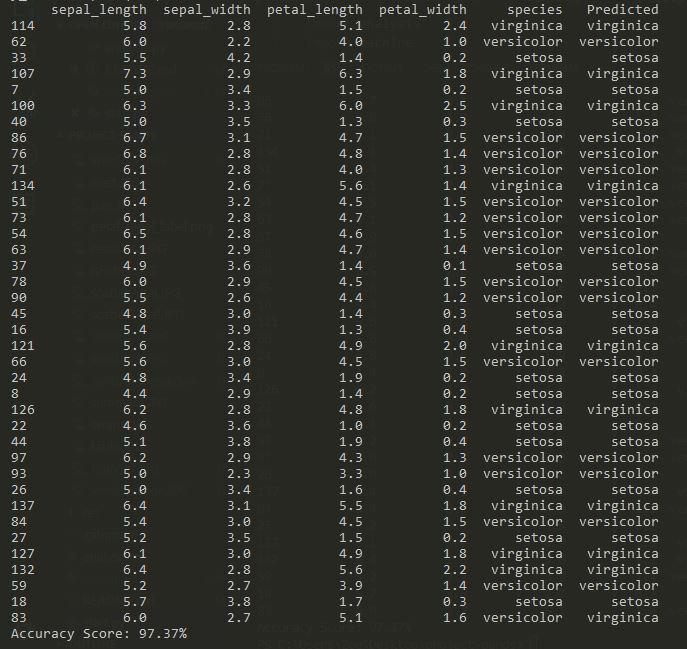 sepal_length sepal_width petal_length petal_width species Predicted
114 5.8 2.8 5.1 2.4 virginica virginica
62 6.0 2.2 4.0 1.0 versicolor versicolor
33 5.5 4.2 1.4 0.2 setosa setosa
107 7.3 2.9 6.3 1.8 virginica virginica
7 5.0 3.4 1.5 0.2 setosa setosa
100 6.3 3.3 6.0 2.5 virginica virginica
40 5.0 3.5 1.3 0.3 setosa setosa
86 6.7 3.1 4.7 1.5 versicolor versicolor
76 6.8 2.8 4.8 1.4 versicolor versicolor
71 6.1 2.8 4.0 1.3 versicolor versicolor
134 6.1 2.6 5.6 1.4 virginica virginica
51 6.4 3.2 4.5 1.5 versicolor versicolor
73 6.1 2.8 4.7 1.2 versicolor versicolor
54 6.5 2.8 4.6 1.5 versicolor versicolor
63 6.1 2.9 4.7 1.4 versicolor versicolor
37 4.9 3.6 1.4 0.1 setosa setosa
78 6.0 2.9 4.5 1.5 versicolor versicolor
90 5.5 2.6 4.4 1.2 versicolor versicolor
45 4.8 3.0 1.4 0.3 setosa setosa
16 5.4 3.9 1.3 0.4 setosa setosa
121 5.6 2.8 4.9 2.0 virginica virginica
66 5.6 3.0 4.5 1.5 versicolor versicolor
24 4.8 3.4 1.9 0.2 setosa setosa
8 4.4 2.9 1.4 0.2 setosa setosa
126 6.2 2.8 4.8 1.8 virginica virginica
22 4.6 3.6 1.0 0.2 setosa setosa
44 5.1 3.8 1.9 0.4 setosa setosa
97 6.2 2.9 4.3 1.3 versicolor versicolor
93 5.0 2.3 3.3 1.0 versicolor versicolor
26 5.0 3.4 1.6 0.4 setosa setosa
137 6.4 3.1 5.5 1.8 virginica virginica
84 5.4 3.0 4.5 1.5 versicolor versicolor
27 5.2 3.5 1.5 0.2 setosa setosa
127 6.1 3.0 4.9 1.8 virginica virginica
132 6.4 2.8 5.6 2.2 virginica virginica
59 5.2 2.7 3.9 1.4 versicolor versicolor
18 5.7 3.8 1.7 0.3 setosa setosa
83 6.0 2.7 5.1 1.6 versicolor virginica
Accuracy Score: 97.37%